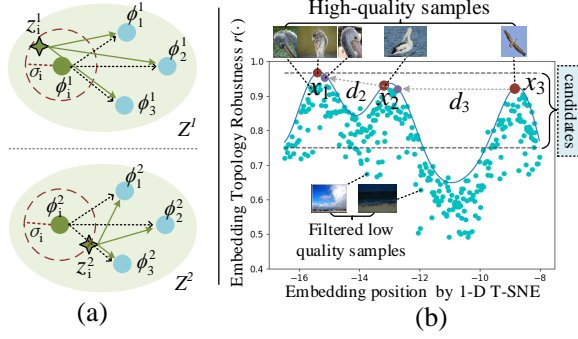 z_i^1
σ_i
ϕ_i^1
ϕ_1^1
ϕ_2^1
ϕ_3^1
Z^1
ϕ_i^2
σ_i
z_i^2
ϕ_1^2
ϕ_2^2
ϕ_3^2
Z^2
(a)
High-quality samples
Embedding Topology Robustness r(·)
1.0
0.9
0.8
0.7
0.6
0.5
0.4
x_1
d_2
x_2
d_3
x_3
candidates
Filtered low
quality samples
-16
-14
-12
-10
-8
Embedding position by 1-D T-SNE
(b)